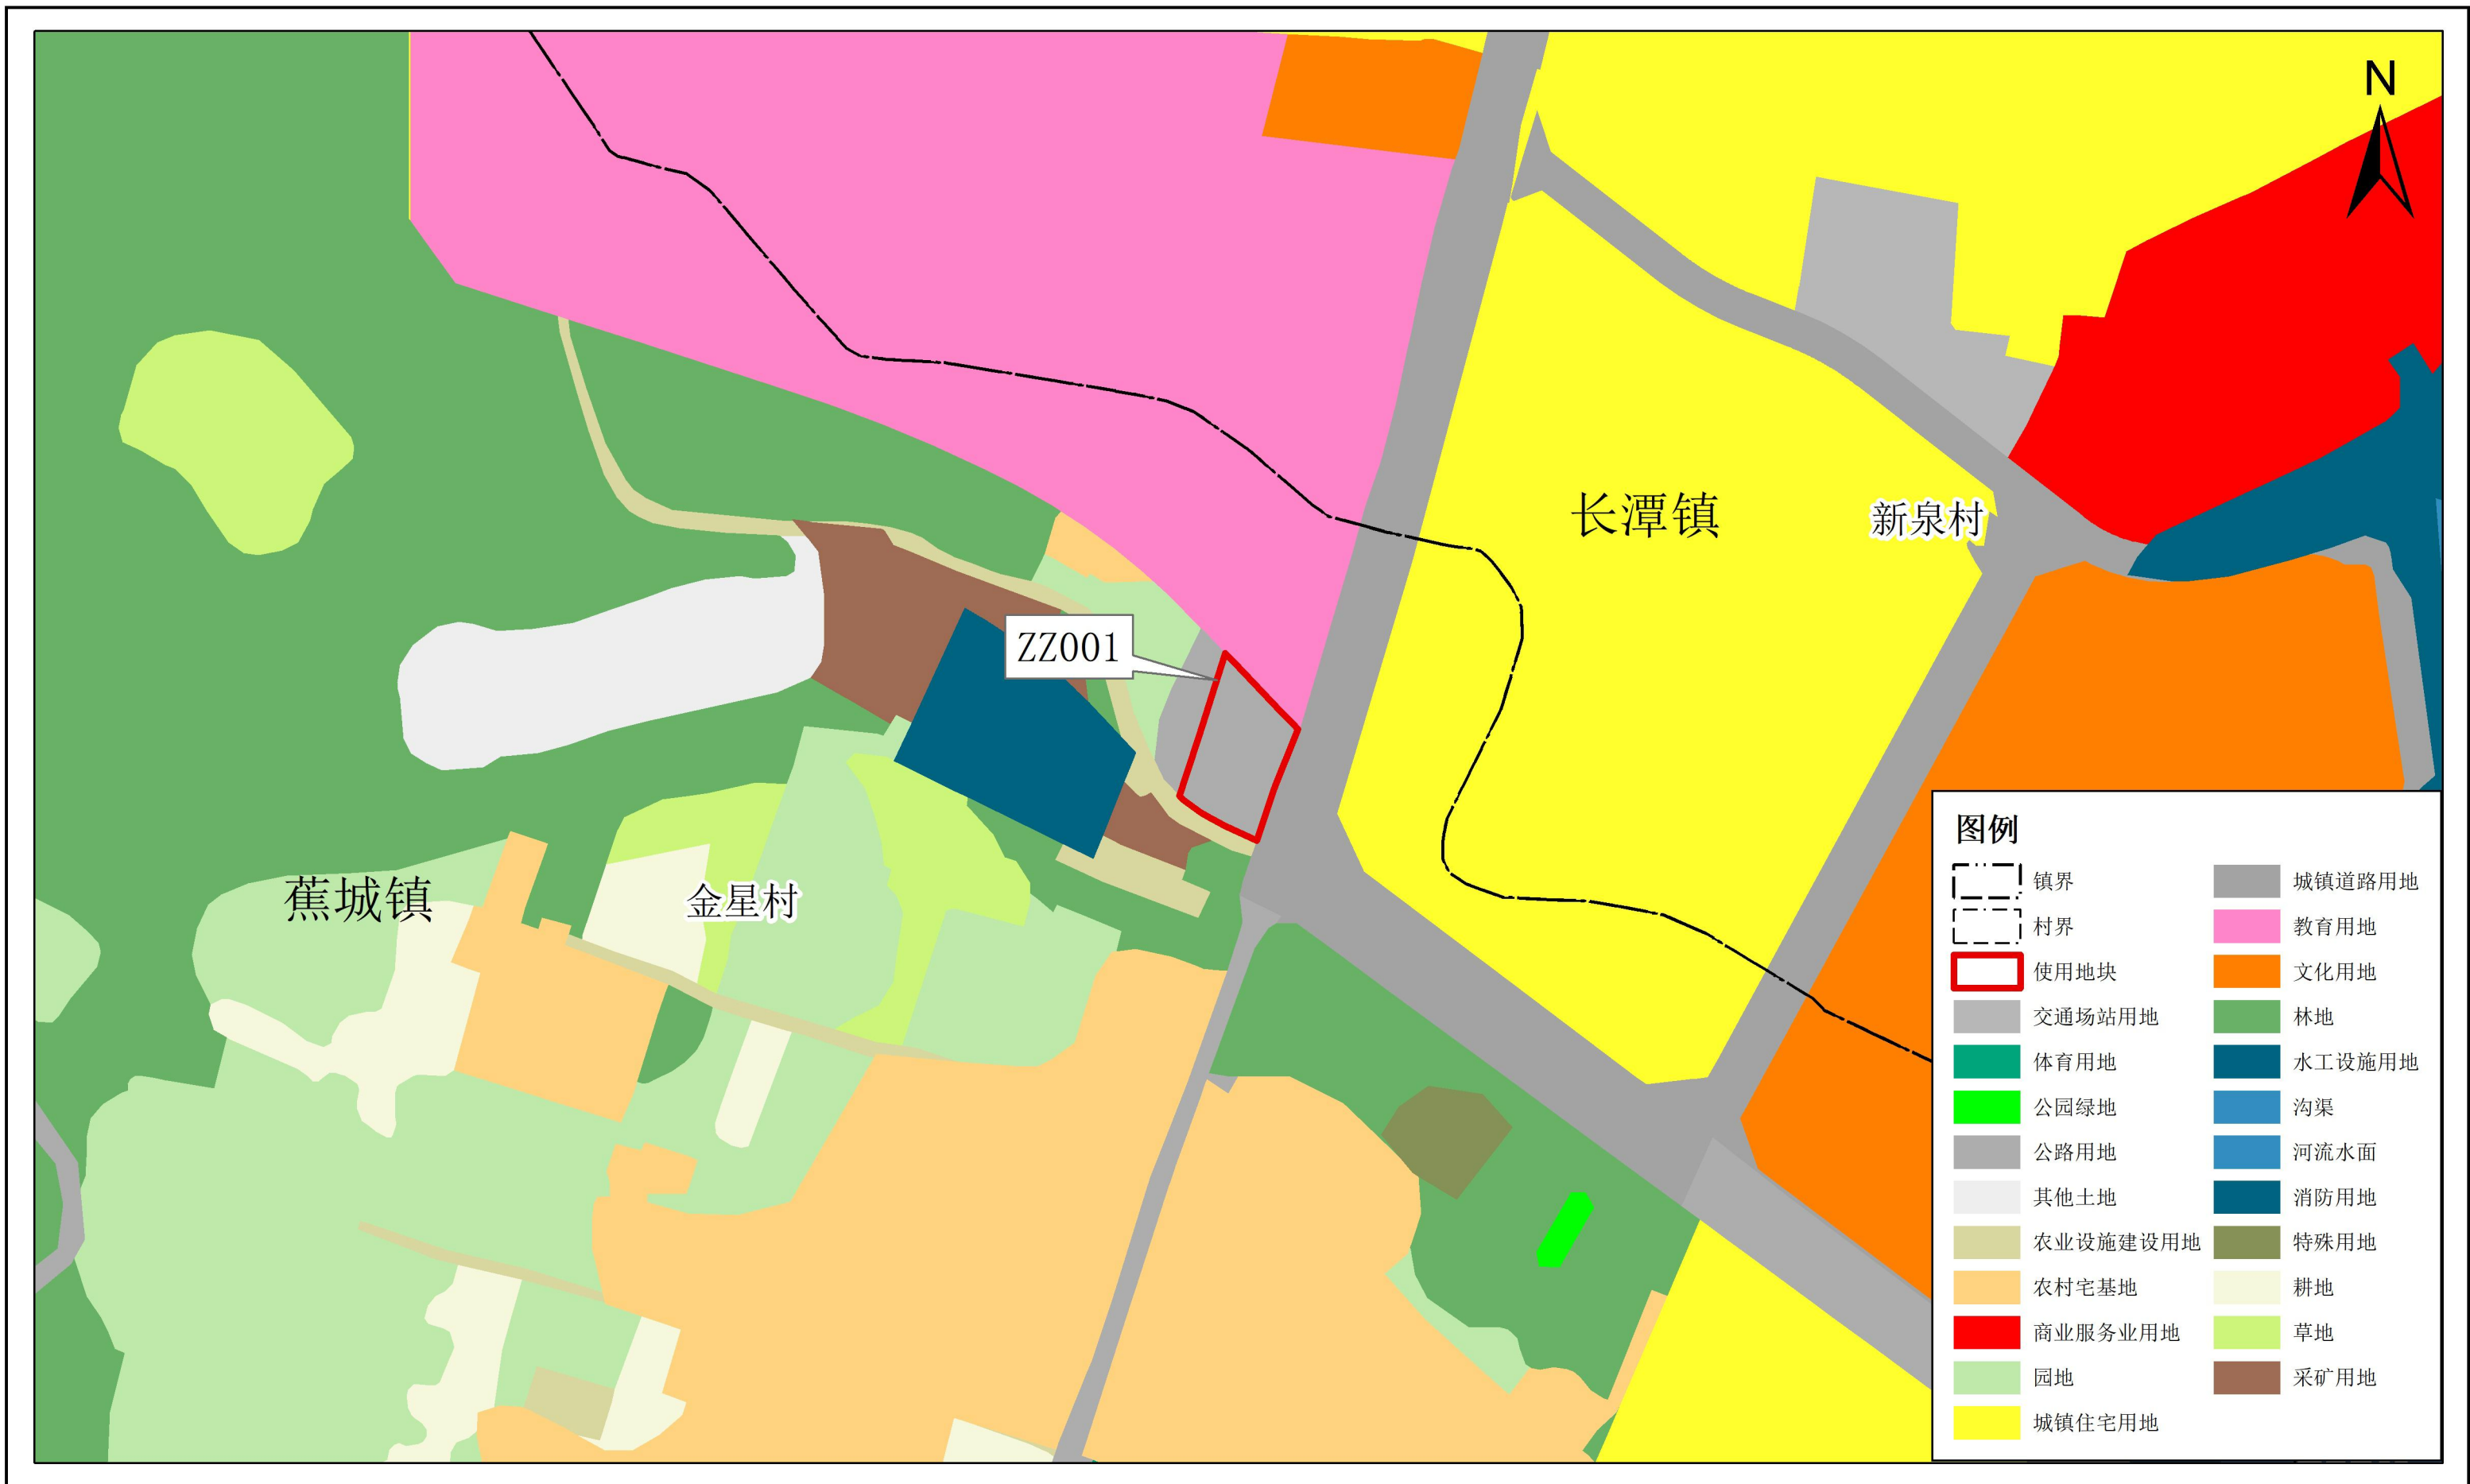 N
长潭镇
新泉村
ZZ001
蕉城镇
金星村
图例
镇界
村界
使用地块
交通场站用地
体育用地
公园绿地
公路用地
其他土地
农业设施建设用地
农村宅基地
商业服务业用地
园地
城镇住宅用地
城镇道路用地
教育用地
文化用地
林地
水工设施用地
沟渠
河流水面
消防用地
特殊用地
耕地
草地
采矿用地